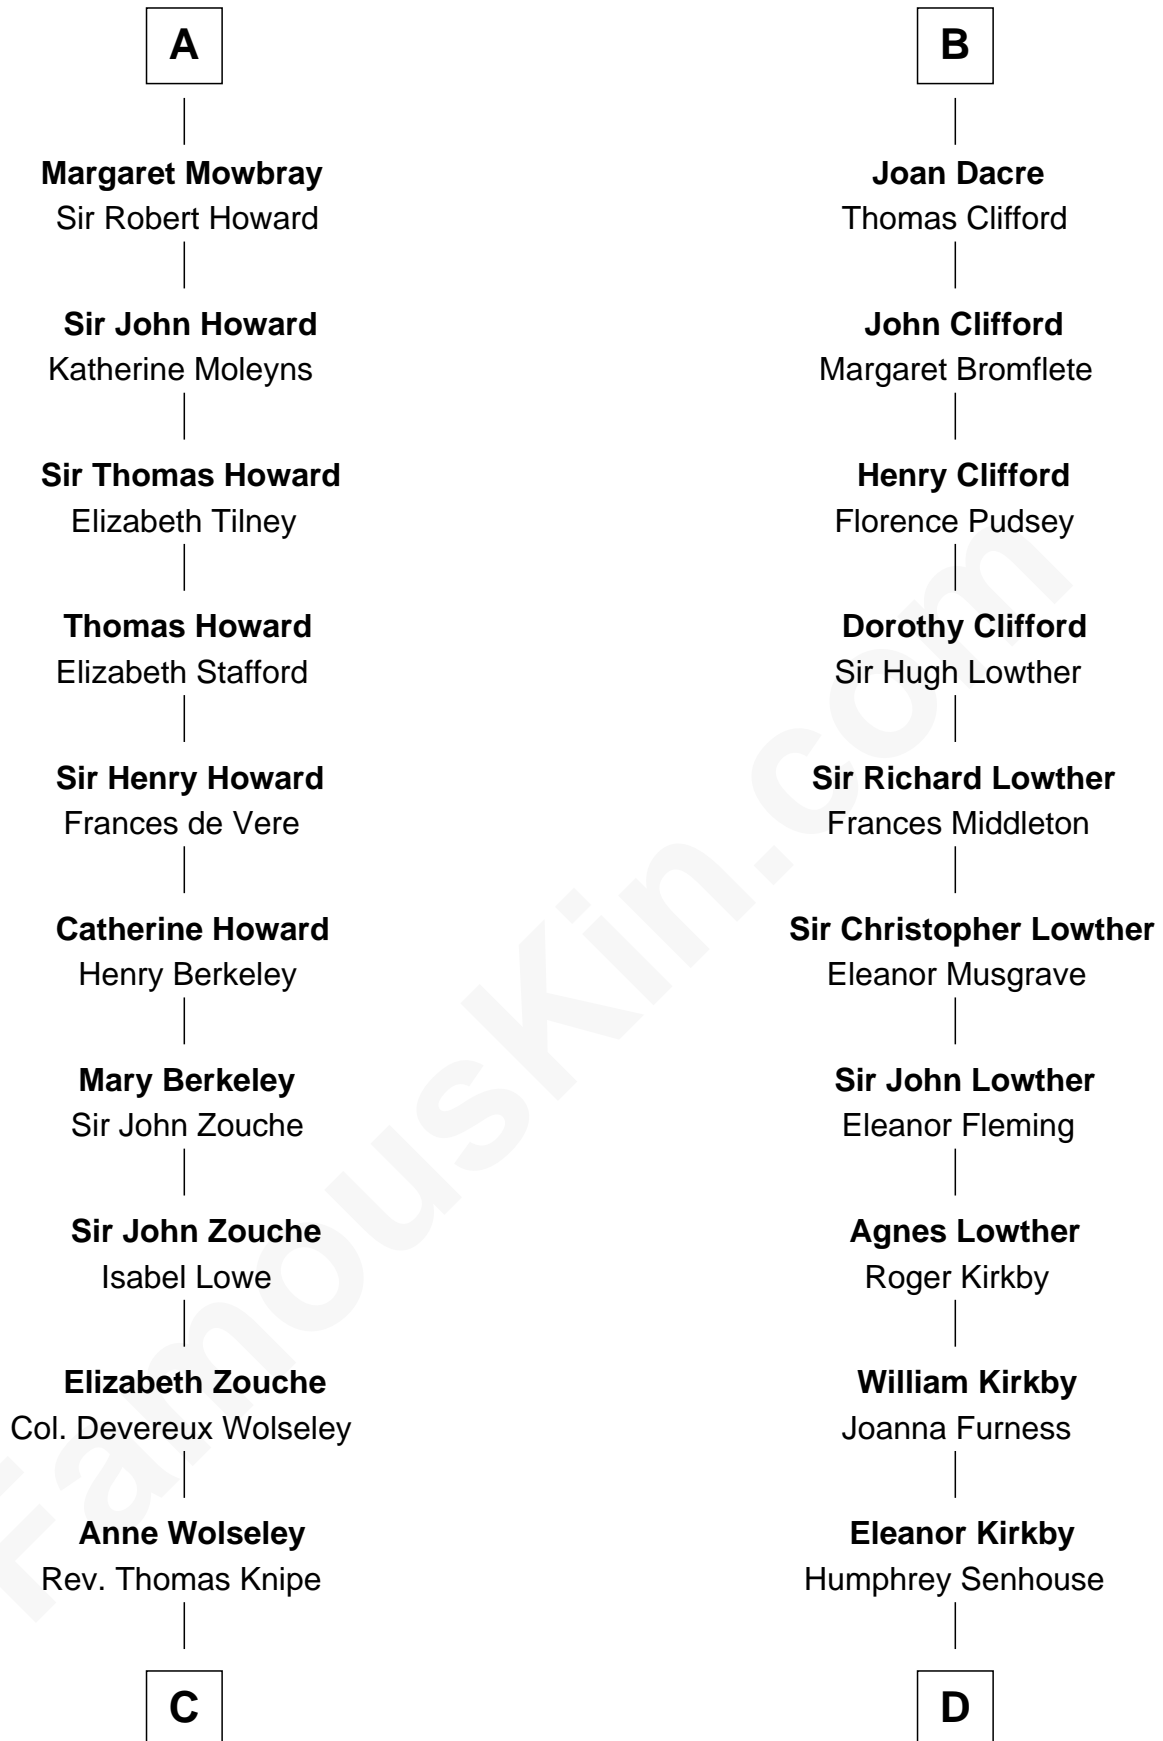 A
Margaret Mowbray
Sir Robert Howard
Sir John Howard
Katherine Moleyns
Sir Thomas Howard
Elizabeth Tilney
Thomas Howard
Elizabeth Stafford
Sir Henry Howard
Frances de Vere
Catherine Howard
Henry Berkeley
Mary Berkeley
Sir John Zouche
Sir John Zouche
Isabel Lowe
Elizabeth Zouche
Col. Devereux Wolseley
Anne Wolseley
Rev. Thomas Knipe
C
B
Joan Dacre
Thomas Clifford
John Clifford
Margaret Bromflete
Henry Clifford
Florence Pudsey
Dorothy Clifford
Sir Hugh Lowther
Sir Richard Lowther
Frances Middleton
Sir Christopher Lowther
Eleanor Musgrave
Sir John Lowther
Eleanor Fleming
Agnes Lowther
Roger Kirkby
William Kirkby
Joanna Furness
Eleanor Kirkby
Humphrey Senhouse
D
FamousKin.com